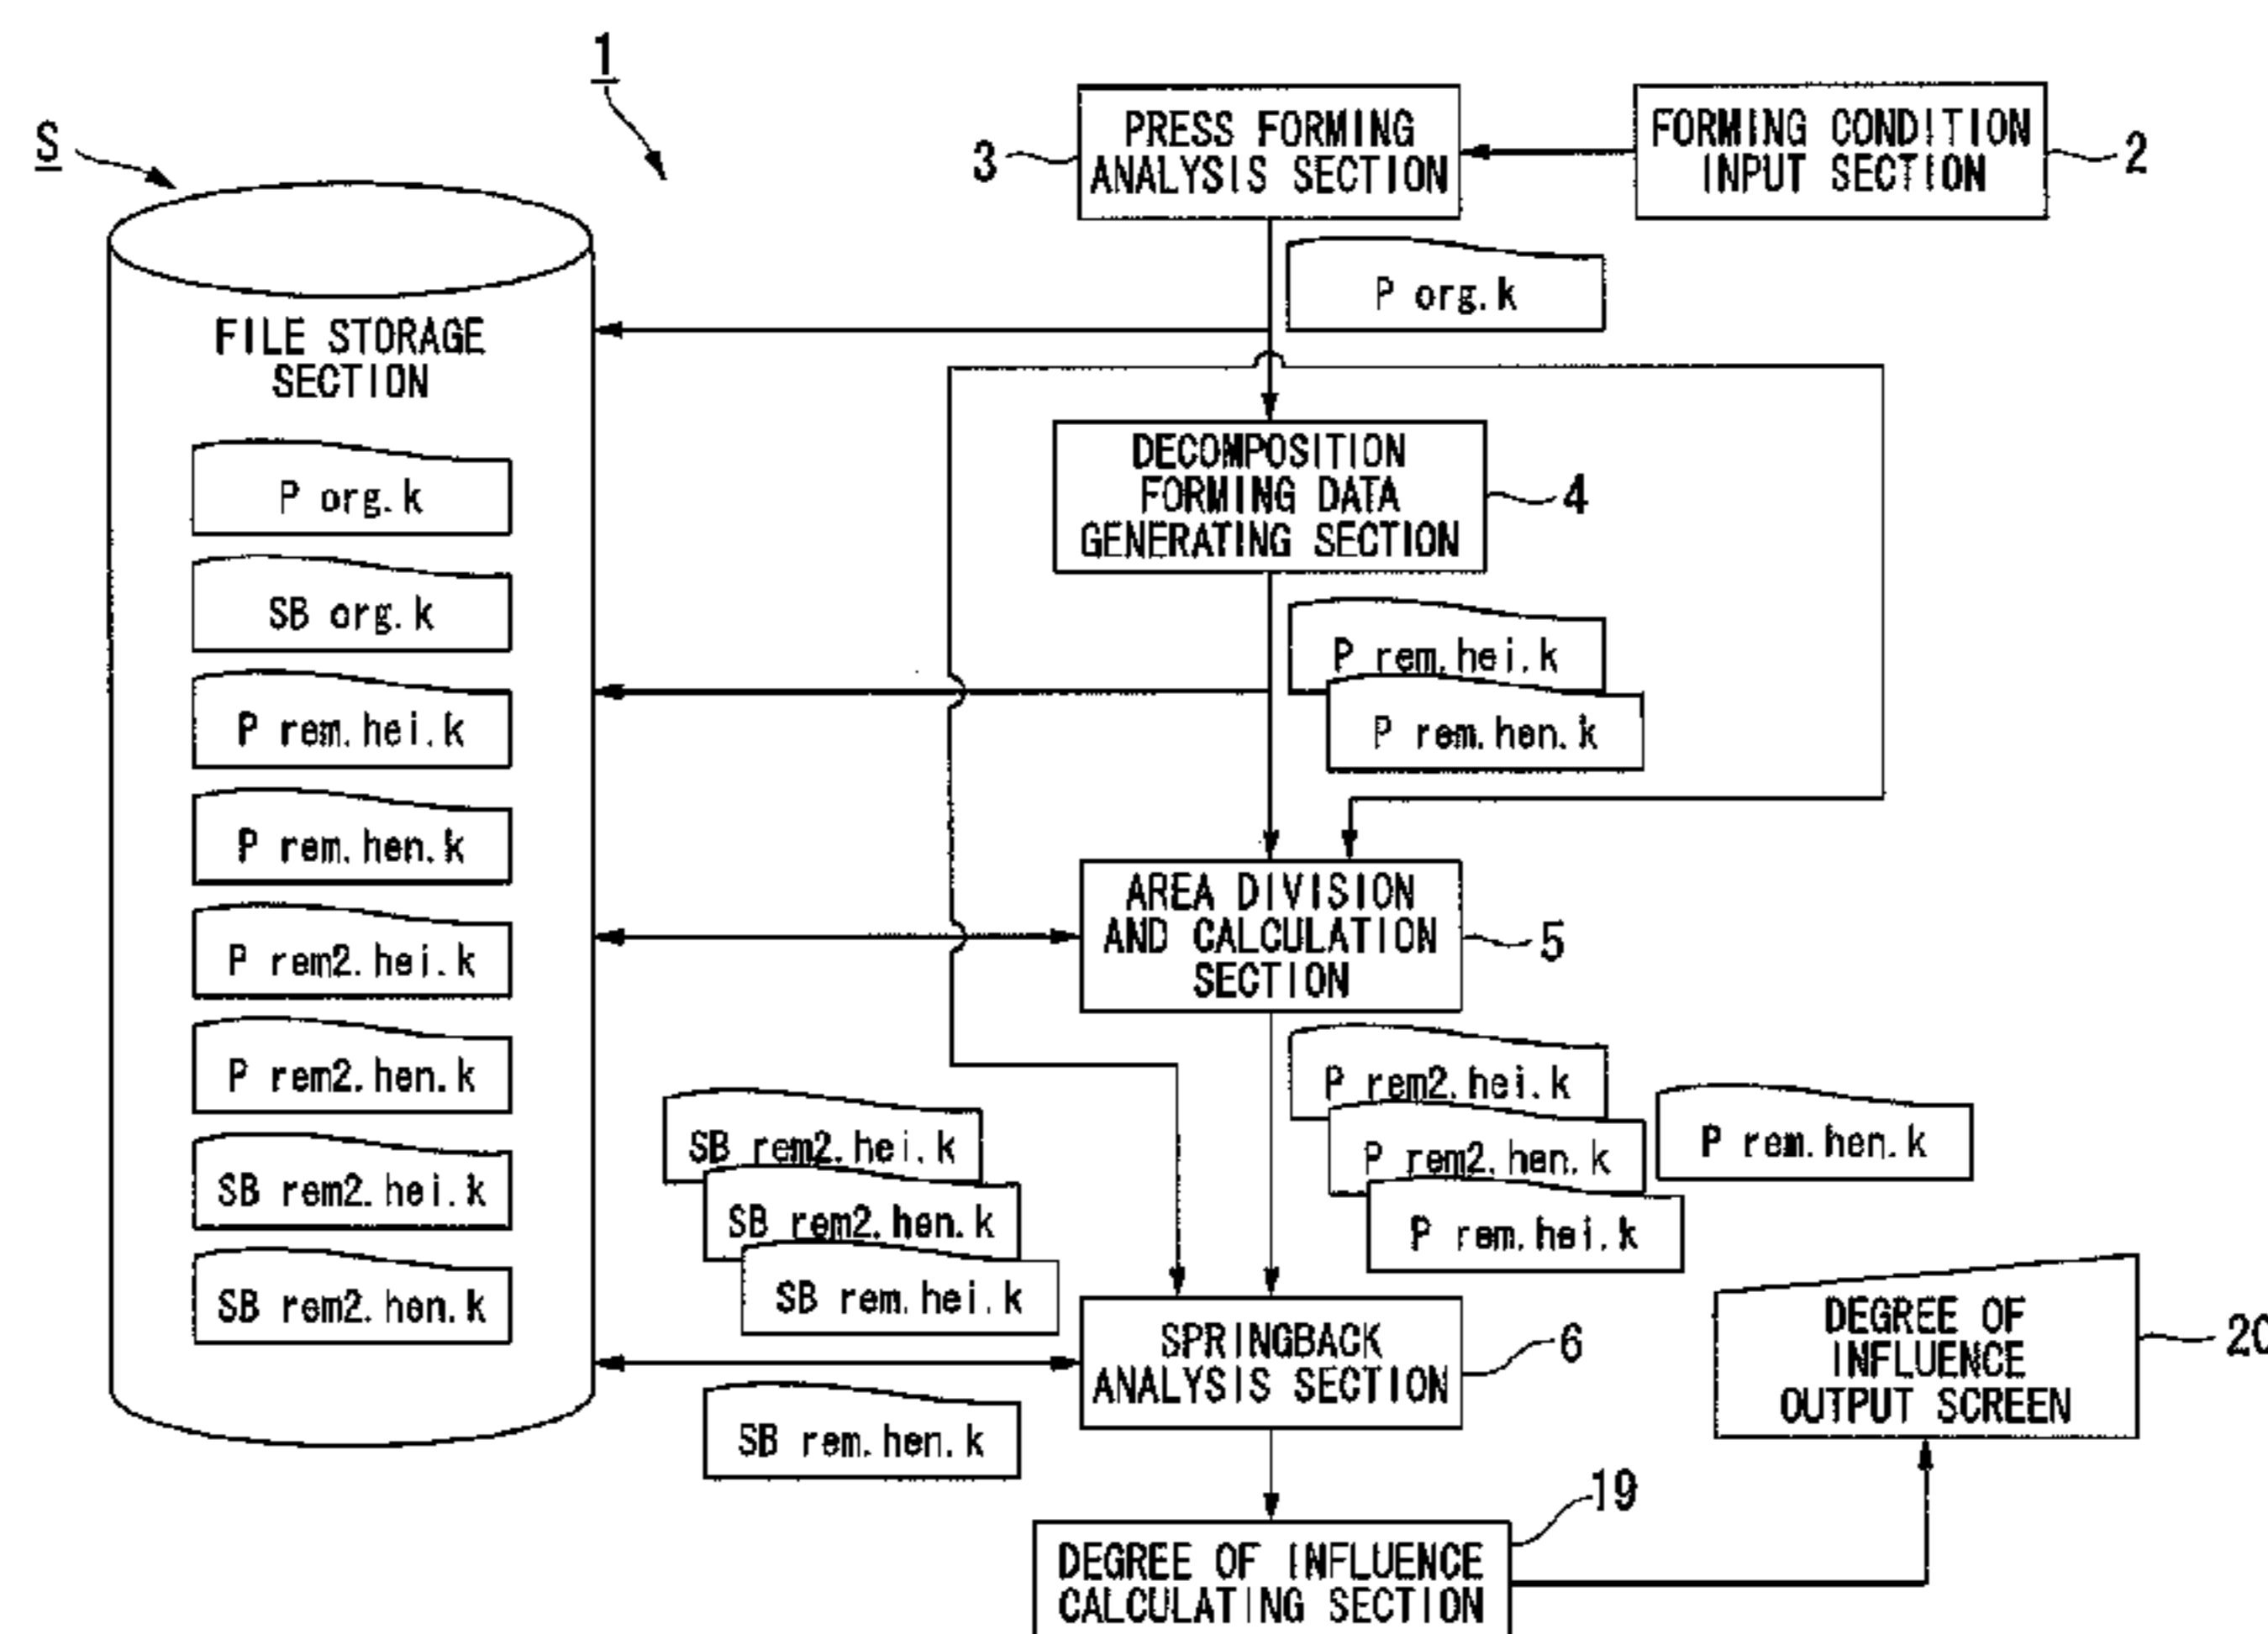 1
S
3
PRESS FORMING
ANALYSIS SECTION
FORMING CONDITION
INPUT SECTION
2
P org.k
FILE STORAGE
SECTION
P org.k
SB org.k
P rem.hei.k
P rem.hen.k
P rem2.hei.k
P rem2.hen.k
SB rem2.hei.k
SB rem2.hen.k
DECOMPOSITION
FORMING DATA
GENERATING SECTION
4
P rem.hei.k
P rem.hen.k
AREA DIVISION
AND CALCULATION
SECTION
5
P rem2.hei.k
P rem2.hen.k
P rem.hei.k
P rem.hen.k
SB rem2.hei.k
SB rem2.hen.k
SB rem.hei.k
SPRINGBACK
ANALYSIS SECTION
6
SB rem.hen.k
DEGREE OF
INFLUENCE
OUTPUT SCREEN
20
19
DEGREE OF INFLUENCE
CALCULATING SECTION